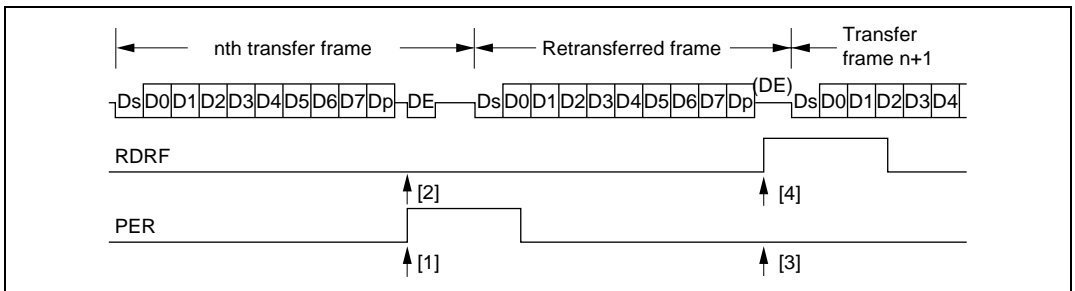 nth transfer frame
Retransferred frame
Transfer
frame n+1
Ds D0 D1 D2 D3 D4 D5 D6 D7 Dp DE
Ds D0 D1 D2 D3 D4 D5 D6 D7 Dp (DE)
Ds D0 D1 D2 D3 D4
RDRF
[2]
[4]
PER
[1]
[3]